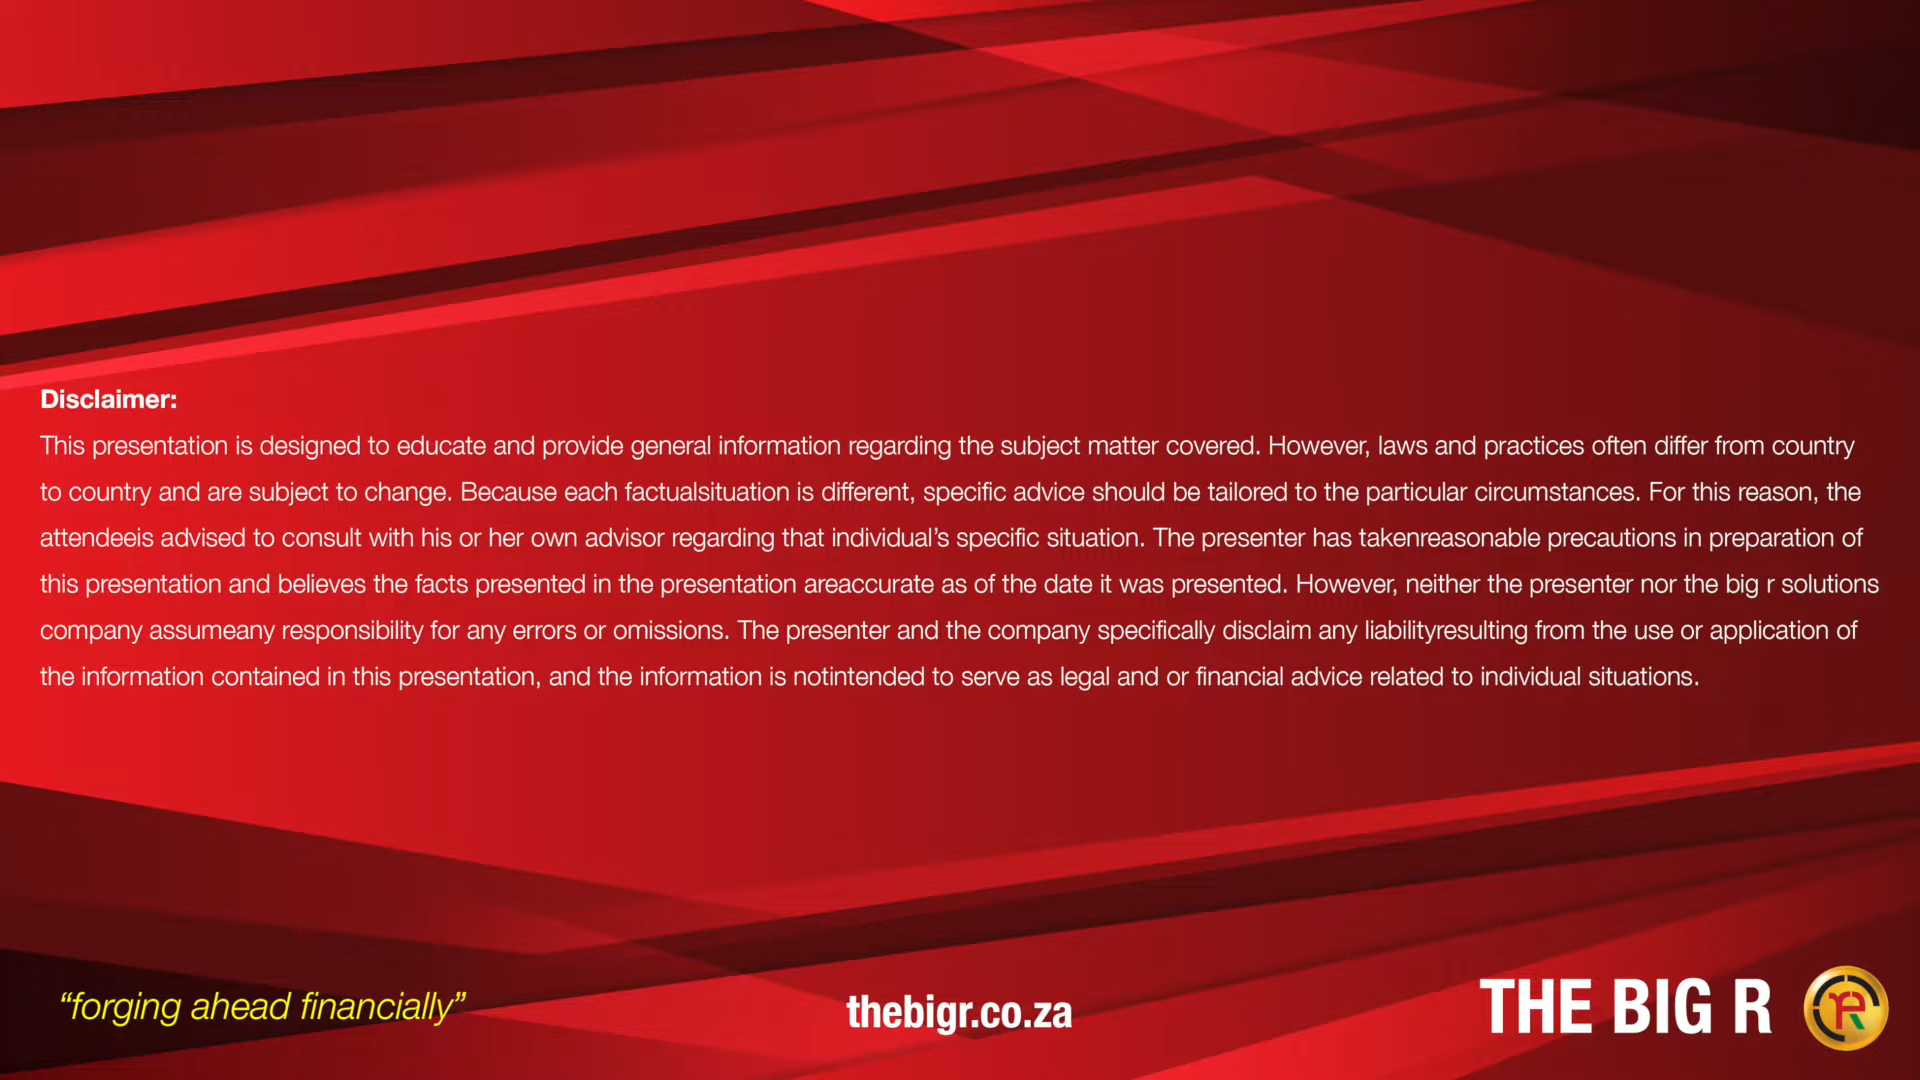 Disclaimer:
This presentation is designed to educate and provide general information regarding the subject matter covered. However, laws and practices often differ from country
to country and are subject to change. Because each factualsituation is different, specific advice should be tailored to the particular circumstances. For this reason, the
attendeeis advised to consult with his or her own advisor regarding that individual’s specific situation. The presenter has takenreasonable precautions in preparation of
this presentation and believes the facts presented in the presentation areaccurate as of the date it was presented. However, neither the presenter nor the big r solutions
company assumeany responsibility for any errors or omissions. The presenter and the company specifically disclaim any liabilityresulting from the use or application of
the information contained in this presentation, and the information is notintended to serve as legal and or financial advice related to individual situations.
“forging ahead financially”
thebigr.co.za
THE BIG R